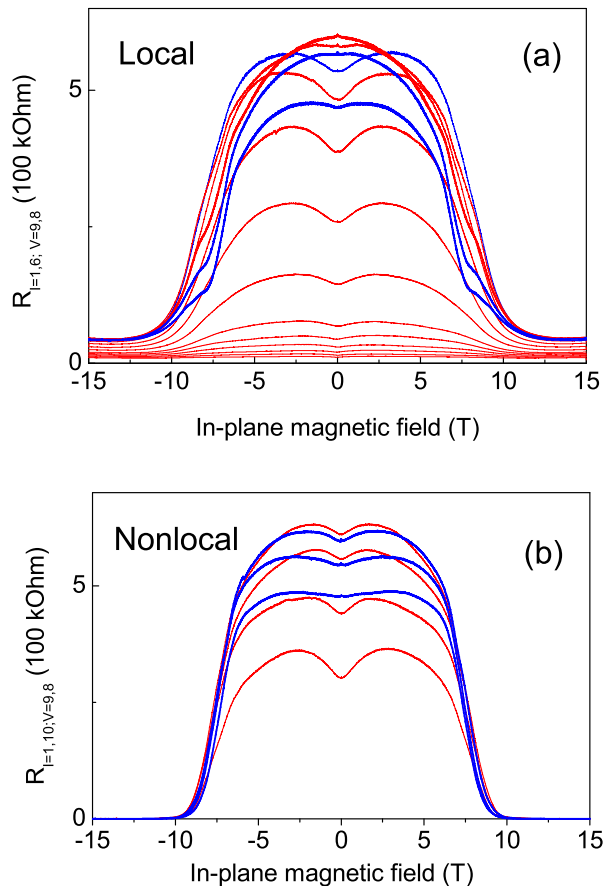 Local
(a)
R I=1,6; V=9,8 (100 kOhm)
5
0
-15 -10 -5 0 5 10 15
In-plane magnetic field (T)
Nonlocal
(b)
R I=1,10;V=9,8 (100 kOhm)
5
0
-15 -10 -5 0 5 10 15
In-plane magnetic field (T)